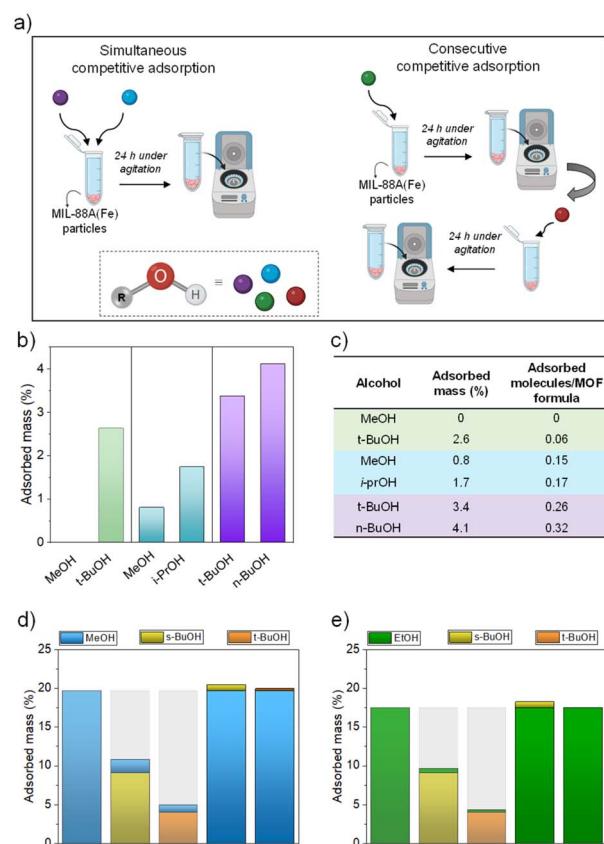 a)
Simultaneous
competitive adsorption
24 h under
agitation
MIL-88A(Fe)
particles
R O H ≡
Consecutive
competitive adsorption
24 h under
agitation
MIL-88A(Fe)
particles
24 h under
agitation
b)
Adsorbed mass (%)
4
3
2
1
0
MeOH
t-BuOH
MeOH
i-PrOH
t-BuOH
n-BuOH
c)
Alcohol Adsorbed mass (%) Adsorbed molecules/MOF formula
MeOH 0 0
t-BuOH 2.6 0.06
MeOH 0.8 0.15
i-prOH 1.7 0.17
t-BuOH 3.4 0.26
n-BuOH 4.1 0.32
d)
MeOH s-BuOH t-BuOH
Adsorbed mass (%)
25
20
15
10
5
0
e)
EtOH s-BuOH t-BuOH
Adsorbed mass (%)
25
20
15
10
5
0